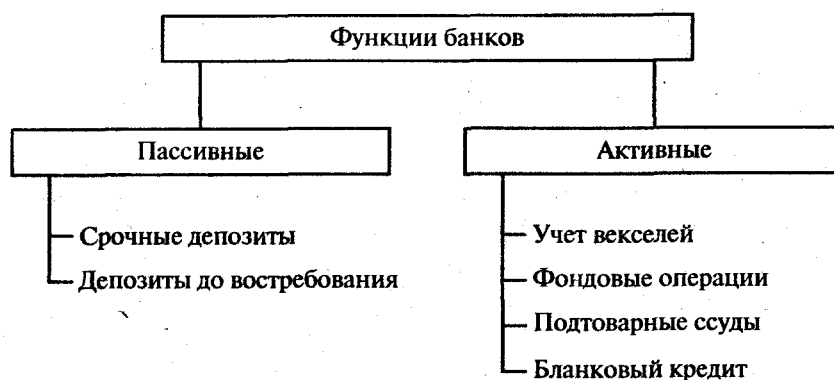 Функции банков
Пассивные
Активные
Срочные депозиты
Депозиты до востребования
Учет векселей
Фондовые операции
Подтоварные ссуды
Бланковый кредит